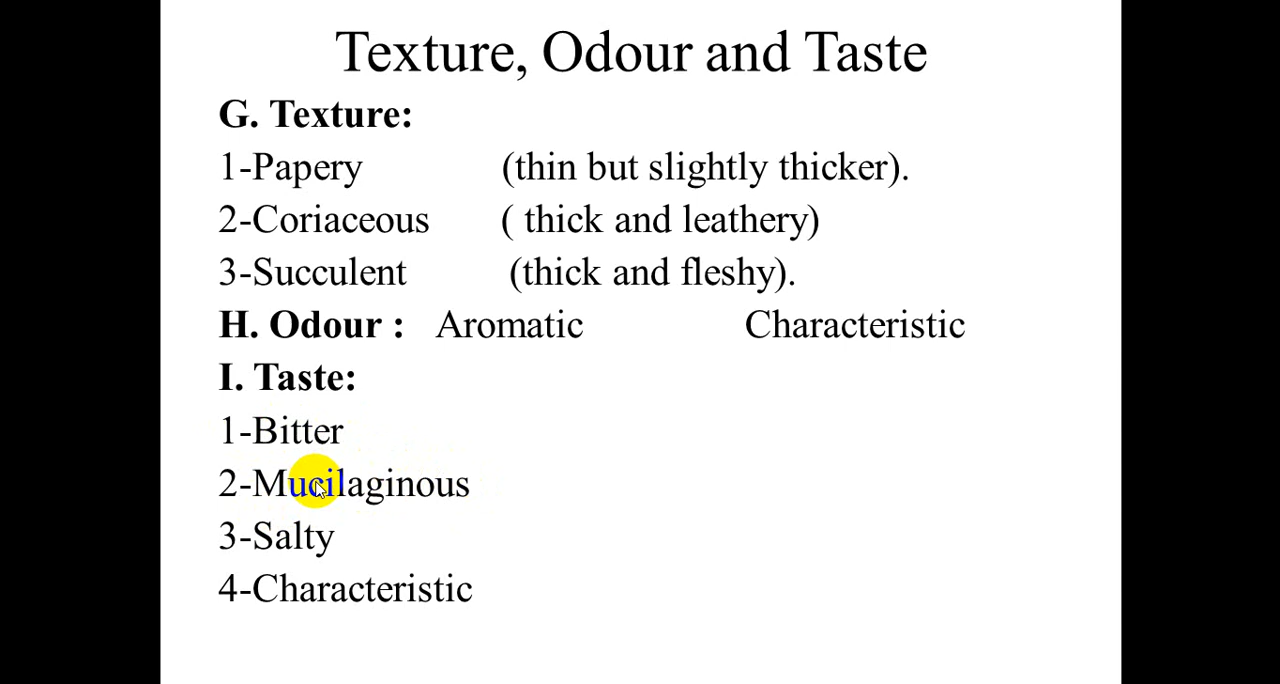 Texture, Odour and Taste
G. Texture:
1-Papery (thin but slightly thicker).
2-Coriaceous ( thick and leathery)
3-Succulent (thick and fleshy).
H. Odour : Aromatic Characteristic
I. Taste:
1-Bitter
2-Mucilaginous
3-Salty
4-Characteristic